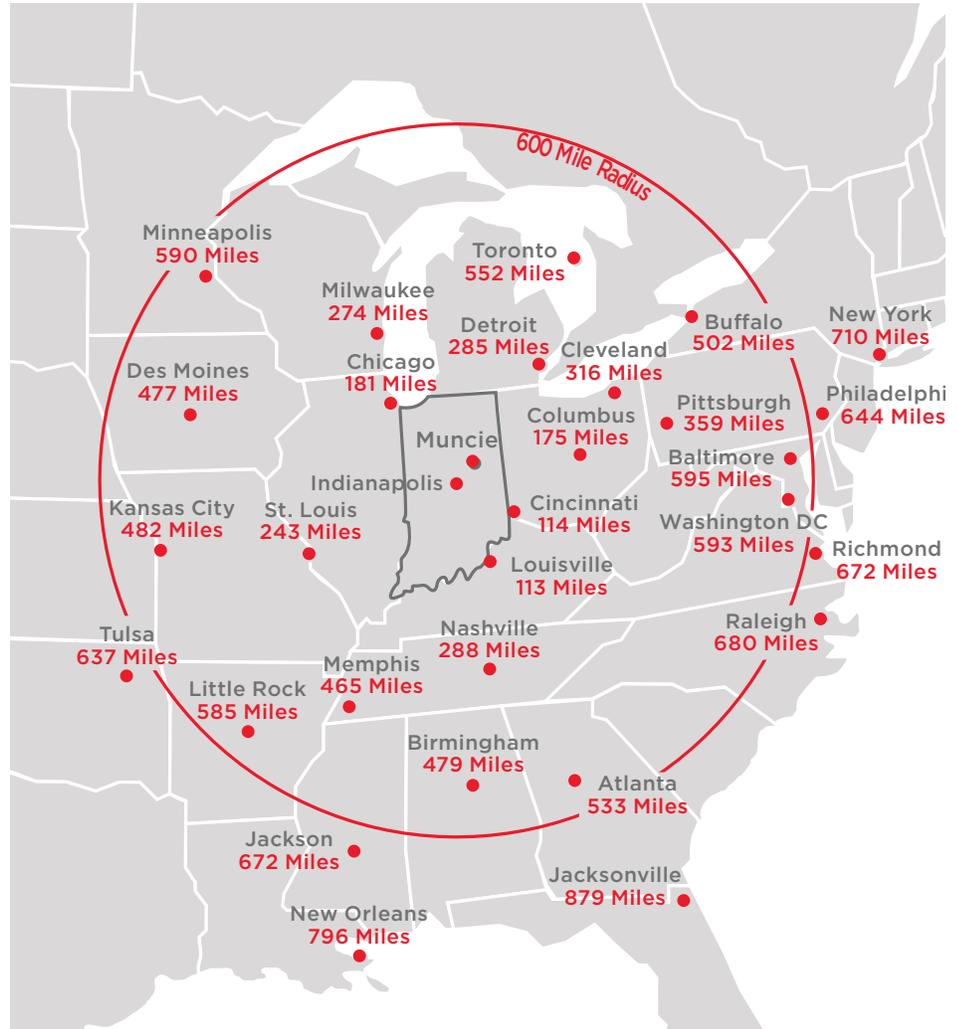 600 Mile Radius
Minneapolis
590 Miles
Toronto
552 Miles
Milwaukee
274 Miles
Detroit
285 Miles
Buffalo
502 Miles
New York
710 Miles
Chicago
181 Miles
Cleveland
316 Miles
Des Moines
477 Miles
Columbus
175 Miles
Pittsburgh
359 Miles
Philadelphi
644 Miles
Muncie
Indianapolis
Baltimore
595 Miles
Kansas City
482 Miles
St. Louis
243 Miles
Cincinnati
114 Miles
Washington DC
593 Miles
Richmond
672 Miles
Louisville
113 Miles
Tulsa
637 Miles
Nashville
288 Miles
Raleigh
680 Miles
Memphis
465 Miles
Little Rock
585 Miles
Birmingham
479 Miles
Atlanta
533 Miles
Jackson
672 Miles
Jacksonville
879 Miles
New Orleans
796 Miles